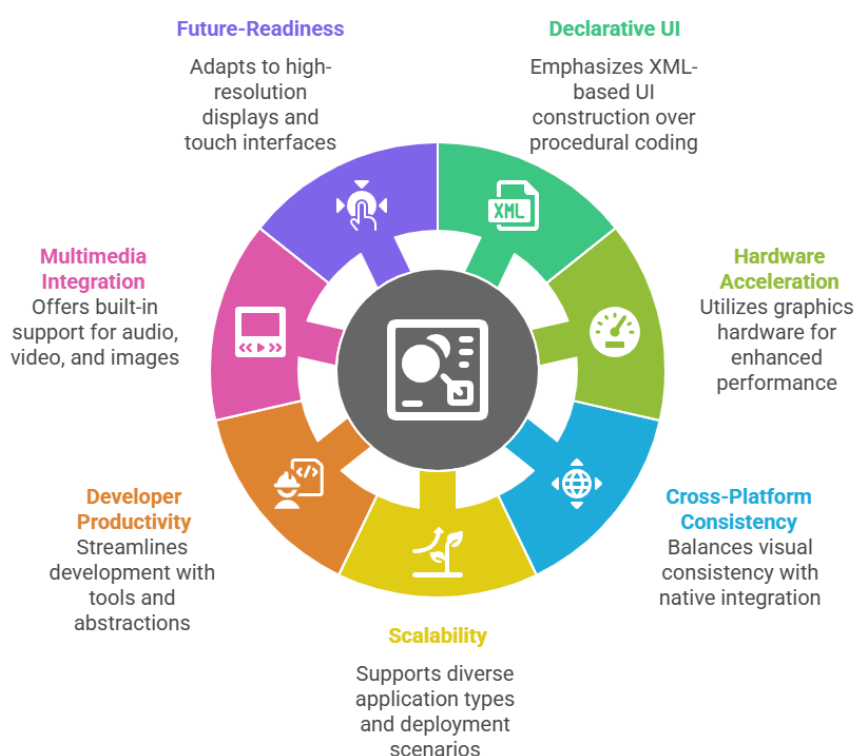 Future-Readiness
Adapts to high-
resolution
displays and
touch interfaces
Declarative UI
Emphasizes XML-
based UI
construction over
procedural coding
XML
Multimedia
Integration
Offers built-in
support for audio,
video, and images
Hardware
Acceleration
Utilizes graphics
hardware for
enhanced
performance
Developer
Productivity
Streamlines
development with
tools and
abstractions
Cross-Platform
Consistency
Balances visual
consistency with
native integration
Scalability
Supports diverse
application types
and deployment
scenarios